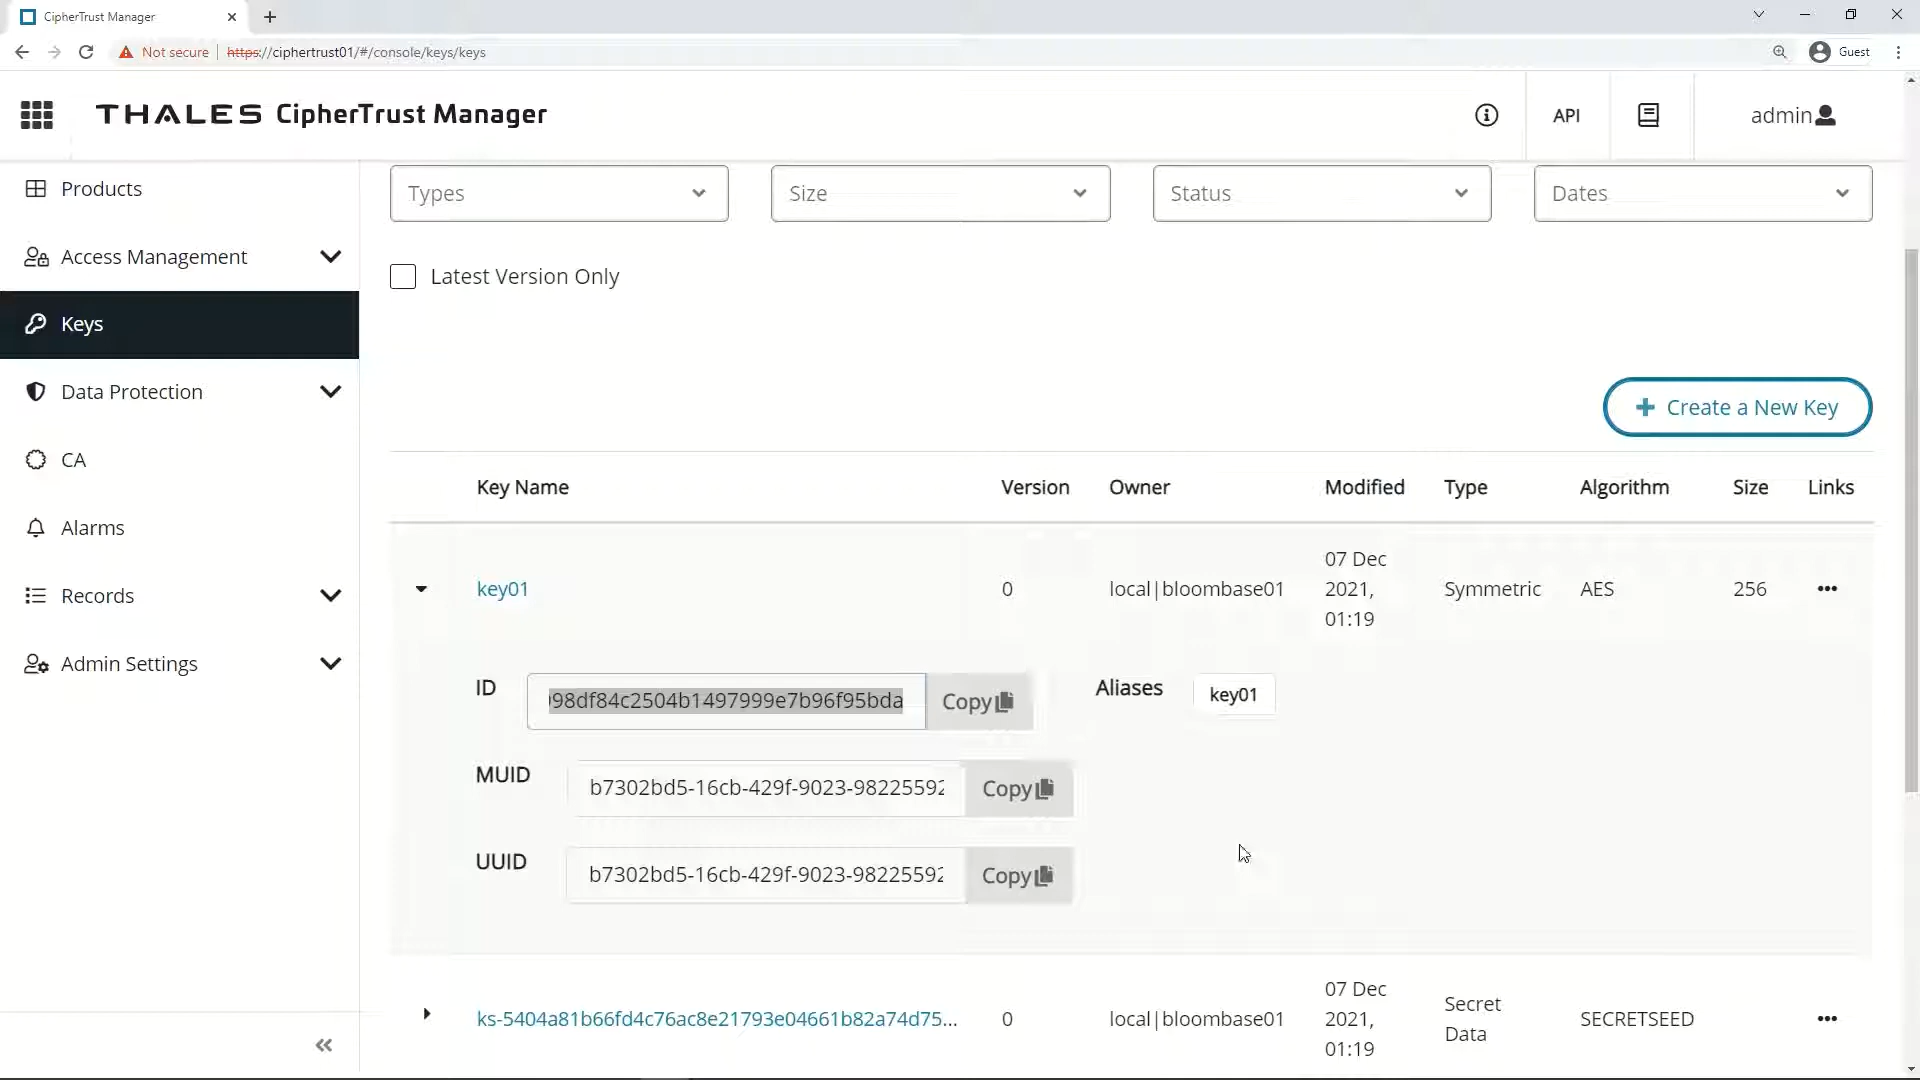 CipherTrust Manager
Not secure
https://ciphertrust01/#/console/keys/keys
Guest
THALES CipherTrust Manager
API
admin
Products
Access Management
Keys
Data Protection
CA
Alarms
Records
Admin Settings
Types
Size
Status
Dates
Latest Version Only
Create a New Key
Key Name
Version
Owner
Modified
Type
Algorithm
Size
Links
key01
0
local|bloombase01
07 Dec
2021,
01:19
Symmetric
AES
256
ID
98df84c2504b1497999e7b96f95bda
Copy
Aliases
key01
MUID
b7302bd5-16cb-429f-9023-98225592
Copy
UUID
b7302bd5-16cb-429f-9023-98225592
Copy
ks-5404a81b66fd4c76ac8e21793e04661b82a74d75...
0
local|bloombase01
07 Dec
2021,
01:19
Secret
Data
SECRETSEED